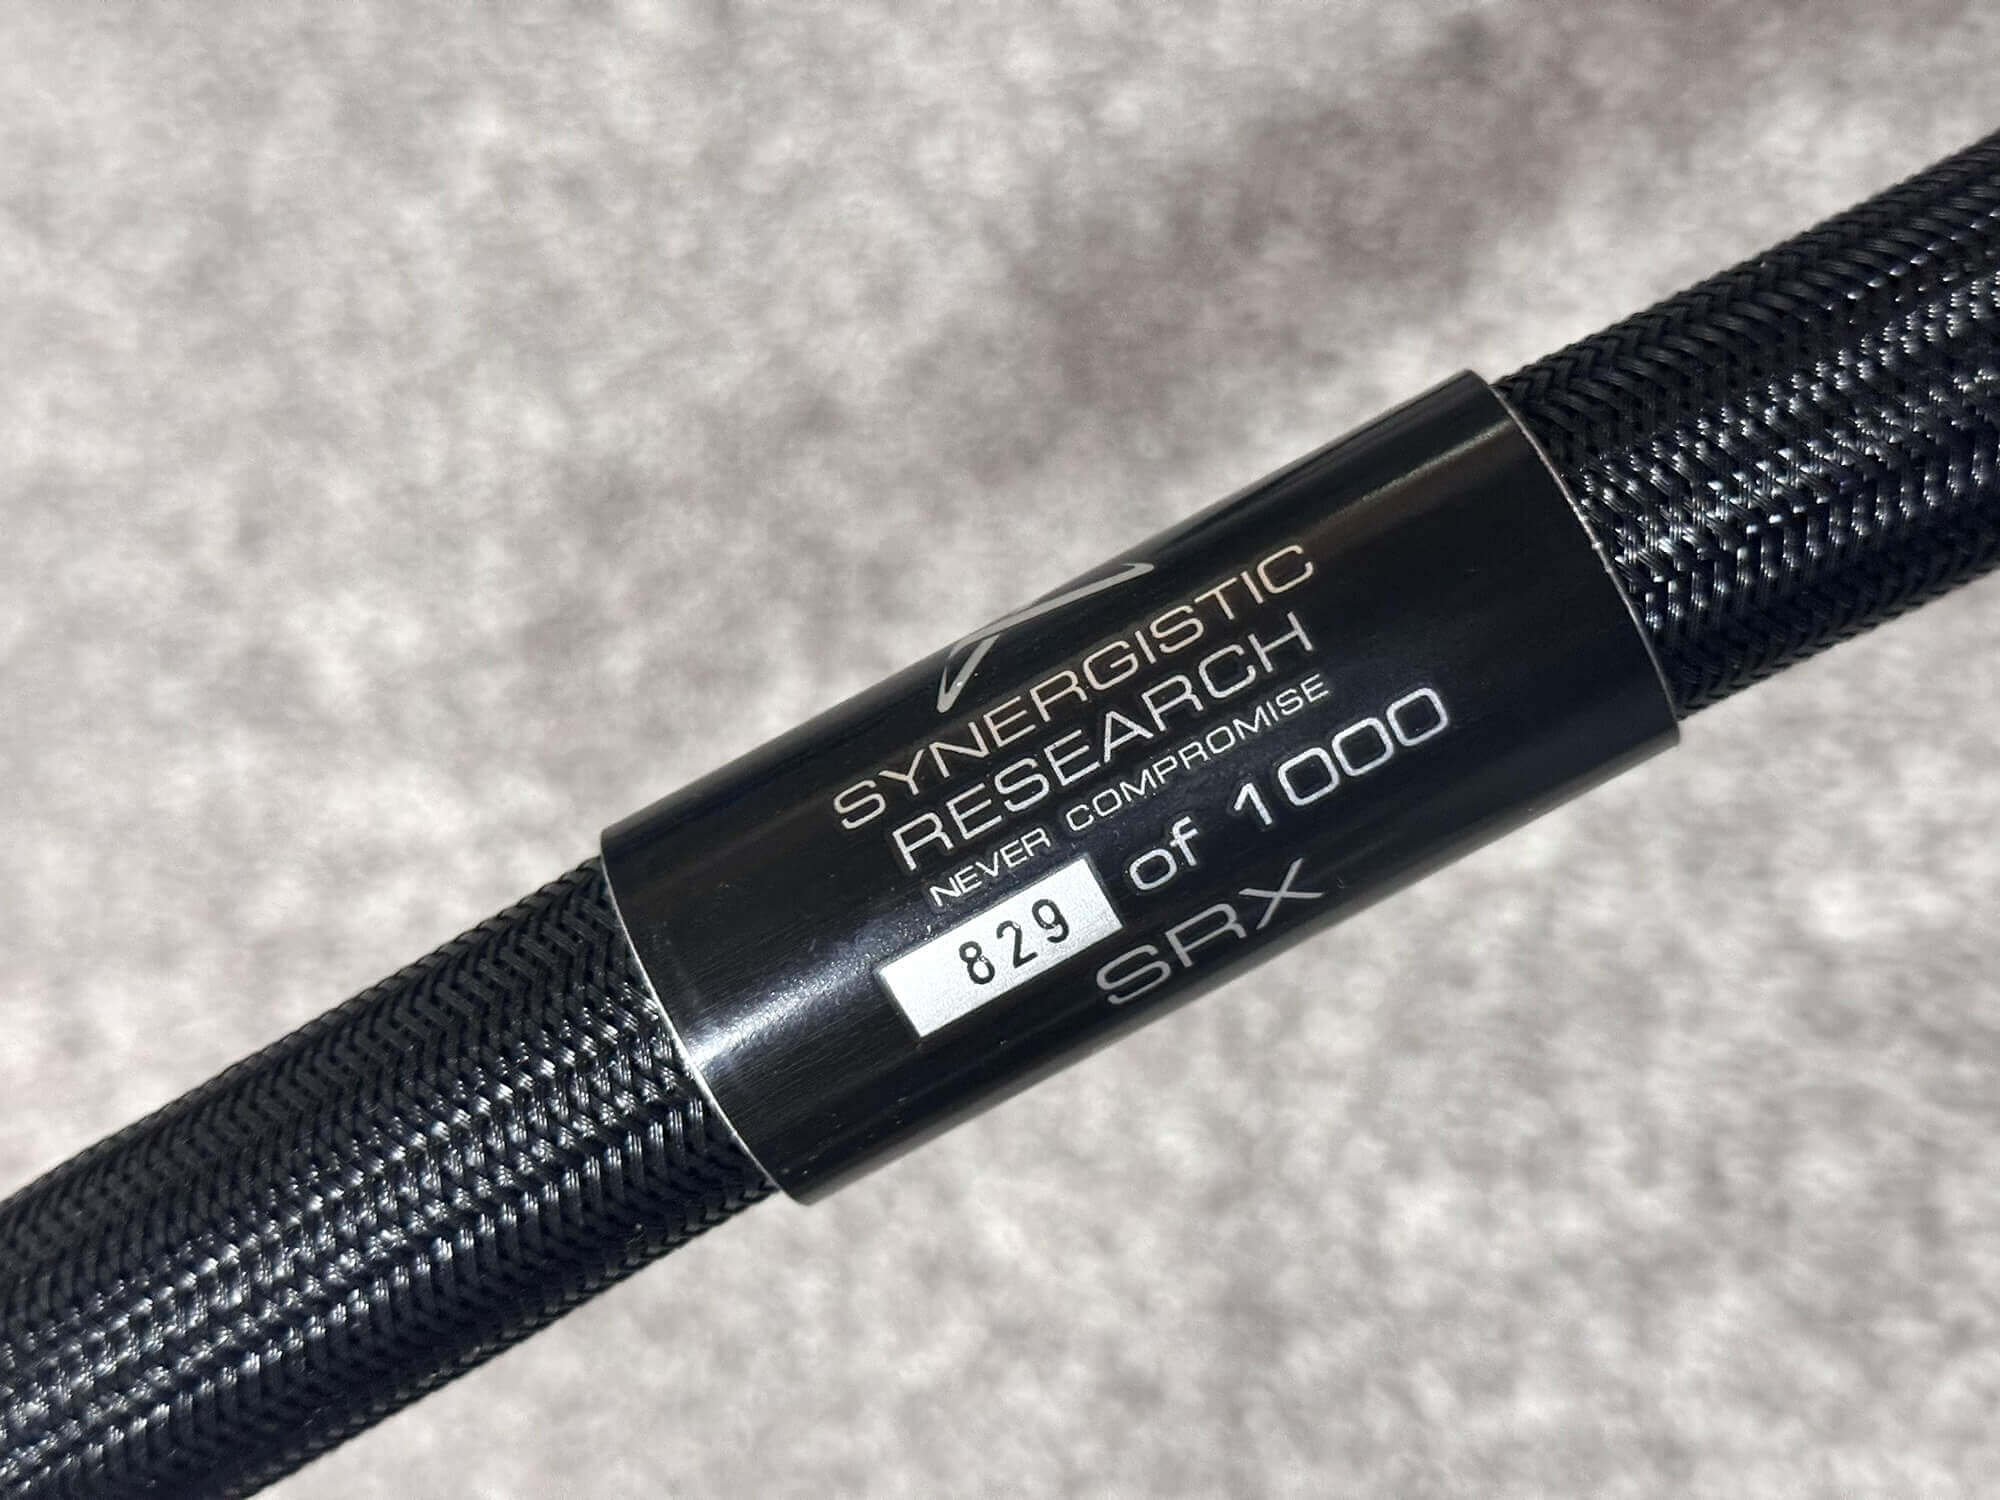 SYNERGISTIC
RESEARCH
NEVER COMPROMISE
829 of 1000
SRX